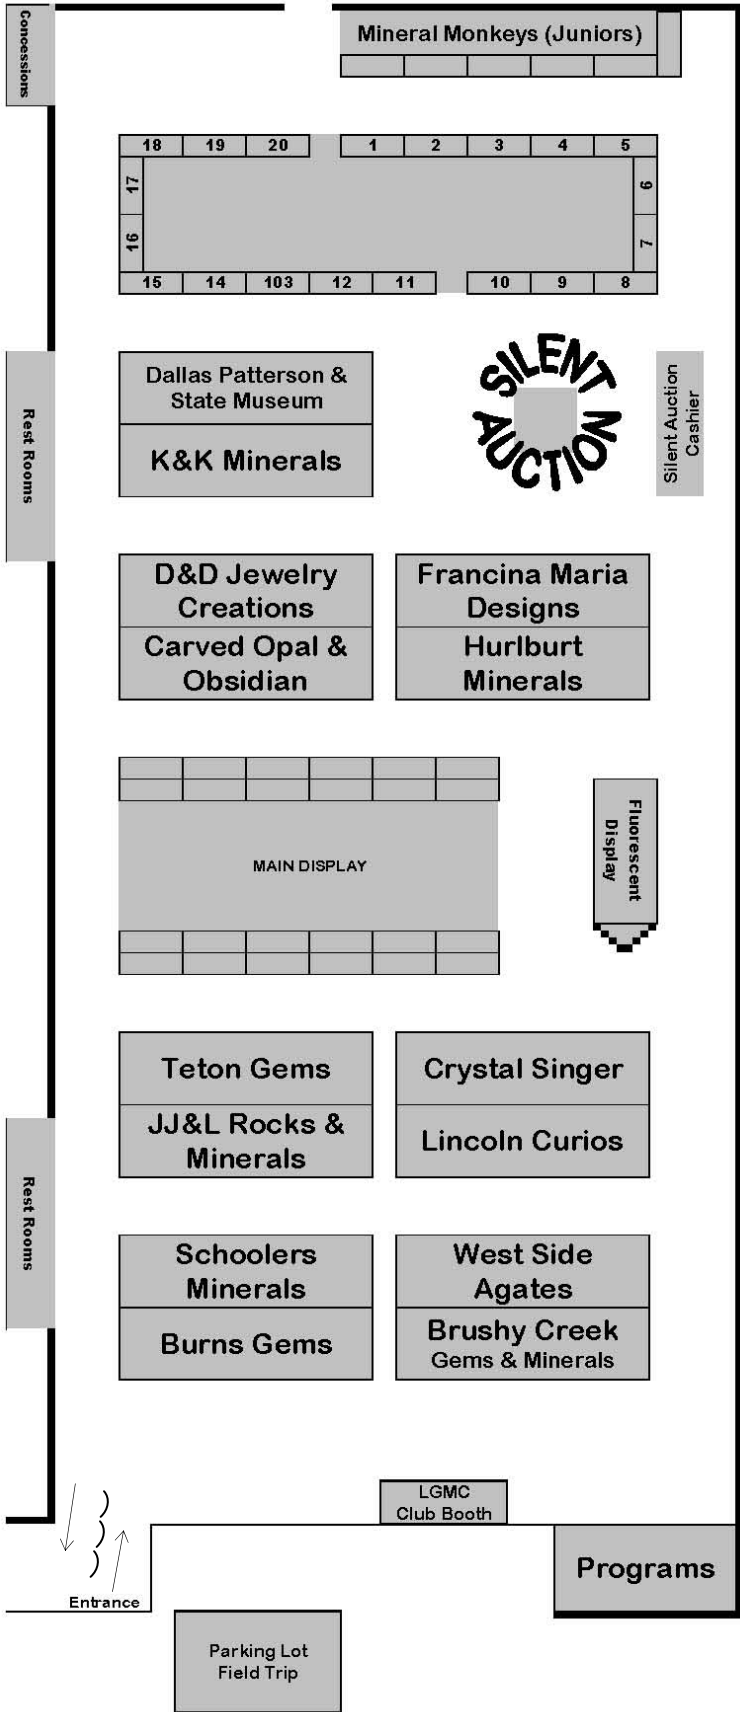 Concessions
Mineral Monkeys (Juniors)
18 19 20 1 2 3 4 5
17 6
16 7
15 14 103 12 11 10 9 8
Dallas Patterson &
State Museum
K&K Minerals
SILENT
AUCTION
Silent Auction
Cashier
Rest Rooms
D&D Jewelry
Creations
Carved Opal &
Obsidian
Francina Maria
Designs
Hurlburt
Minerals
MAIN DISPLAY
Fluorescent
Display
Teton Gems
JJ&L Rocks &
Minerals
Crystal Singer
Lincoln Curios
Rest Rooms
Schoolers
Minerals
Burns Gems
West Side
Agates
Brushy Creek
Gems & Minerals
LGMC
Club Booth
Programs
Entrance
Parking Lot
Field Trip